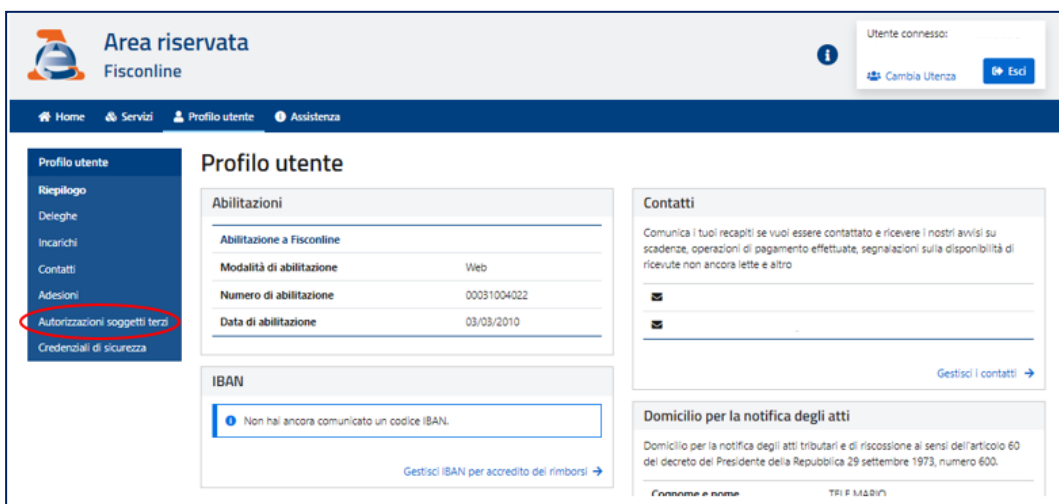 Area riservata
Fisconline
Utente connesso:
Cambia Utenza
Esci
Home Servizi Profilo utente Assistenza
Profilo utente
Riepilogo
Deleghe
Incarichi
Contatti
Adesioni
Autorizzazioni soggetti terzi
Credenziali di sicurezza
Profilo utente
Abilitazioni
Abilitazione a Fisconline
Modalità di abilitazione Web
Numero di abilitazione 00031004022
Data di abilitazione 03/03/2010
IBAN
Non hai ancora comunicato un codice IBAN.
Gestisci IBAN per accredito dei rimborsi
Contatti
Comunica i tuoi recapiti se vuoi essere contattato e ricevere i nostri avvisi su
scadenze, operazioni di pagamento effettuate, segnalazioni sulla disponibilità di
ricevute non ancora lette e altro
Gestisci i contatti
Domicilio per la notifica degli atti
Domicilio per la notifica degli atti tributari e di riscossione ai sensi dell'articolo 60
del decreto del Presidente della Repubblica 29 settembre 1973, numero 600.
Cognome e nome TELE MARIO